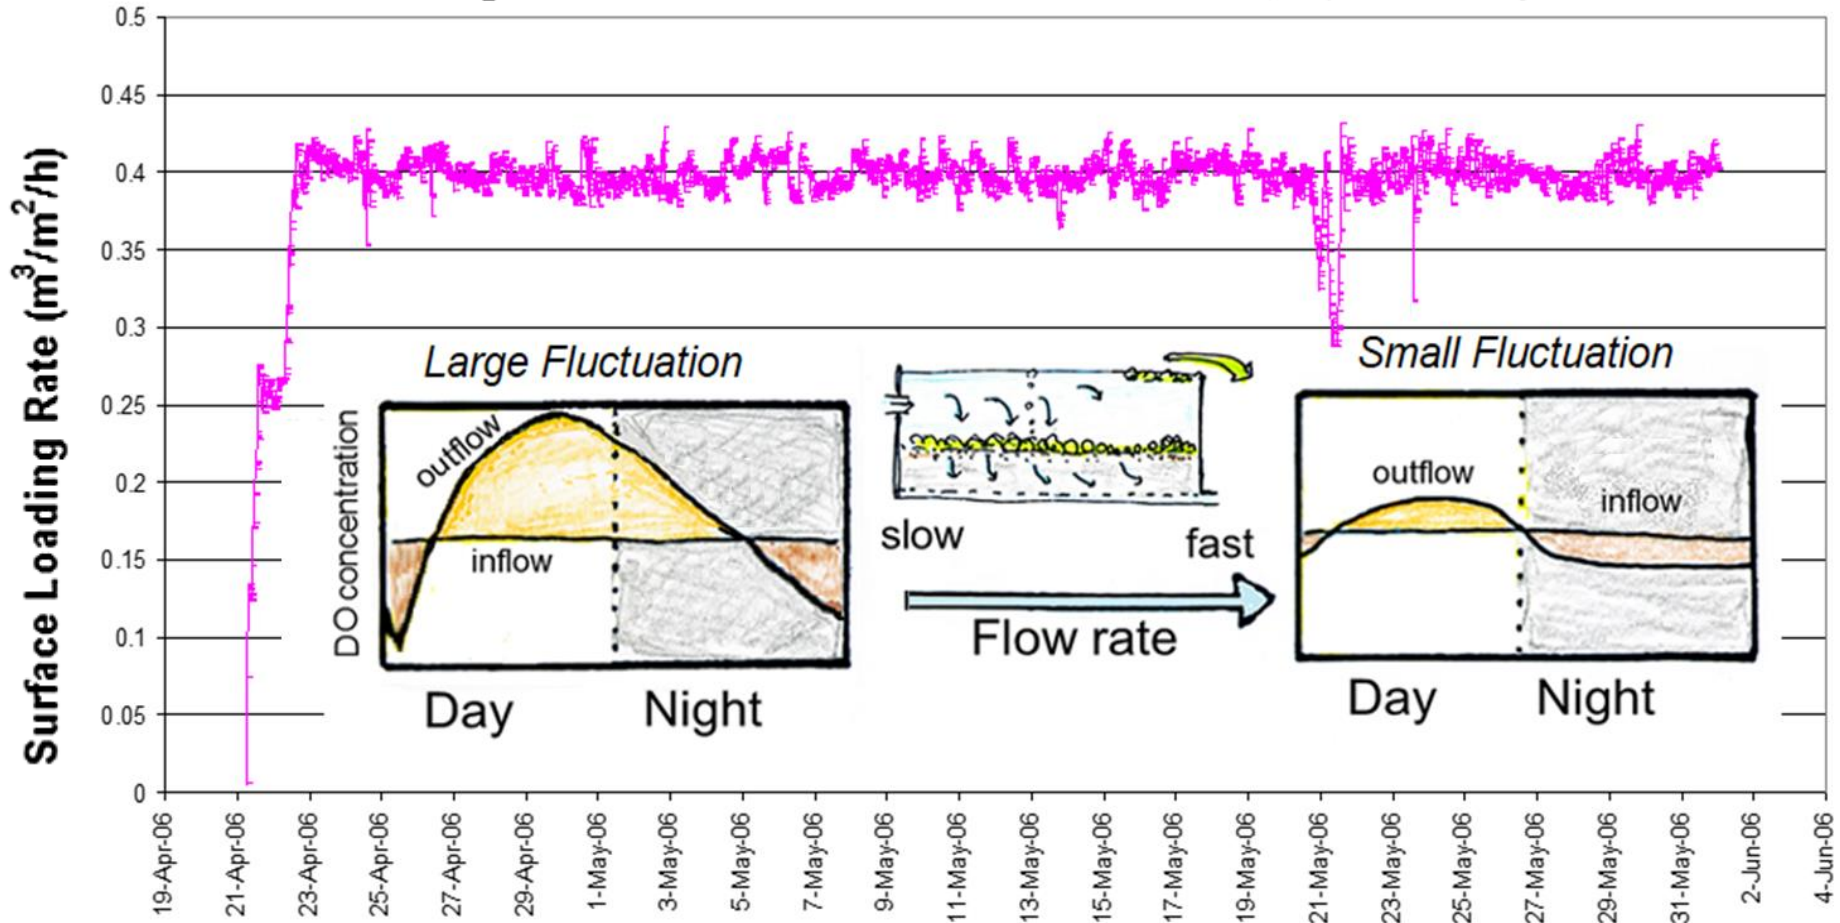 Surface Loading Rate (m³/m²/h)
0.5
0.45
0.4
0.35
0.3
0.25
0.2
0.15
0.1
0.05
0
Large Fluctuation
Small Fluctuation
DO concentration
outflow
inflow
Day
Night
slow
fast
Flow rate
outflow
inflow
Day
Night
19-Apr-06
21-Apr-06
23-Apr-06
25-Apr-06
27-Apr-06
29-Apr-06
1-May-06
3-May-06
5-May-06
7-May-06
9-May-06
11-May-06
13-May-06
15-May-06
17-May-06
19-May-06
21-May-06
23-May-06
25-May-06
27-May-06
29-May-06
31-May-06
2-Jun-06
4-Jun-06